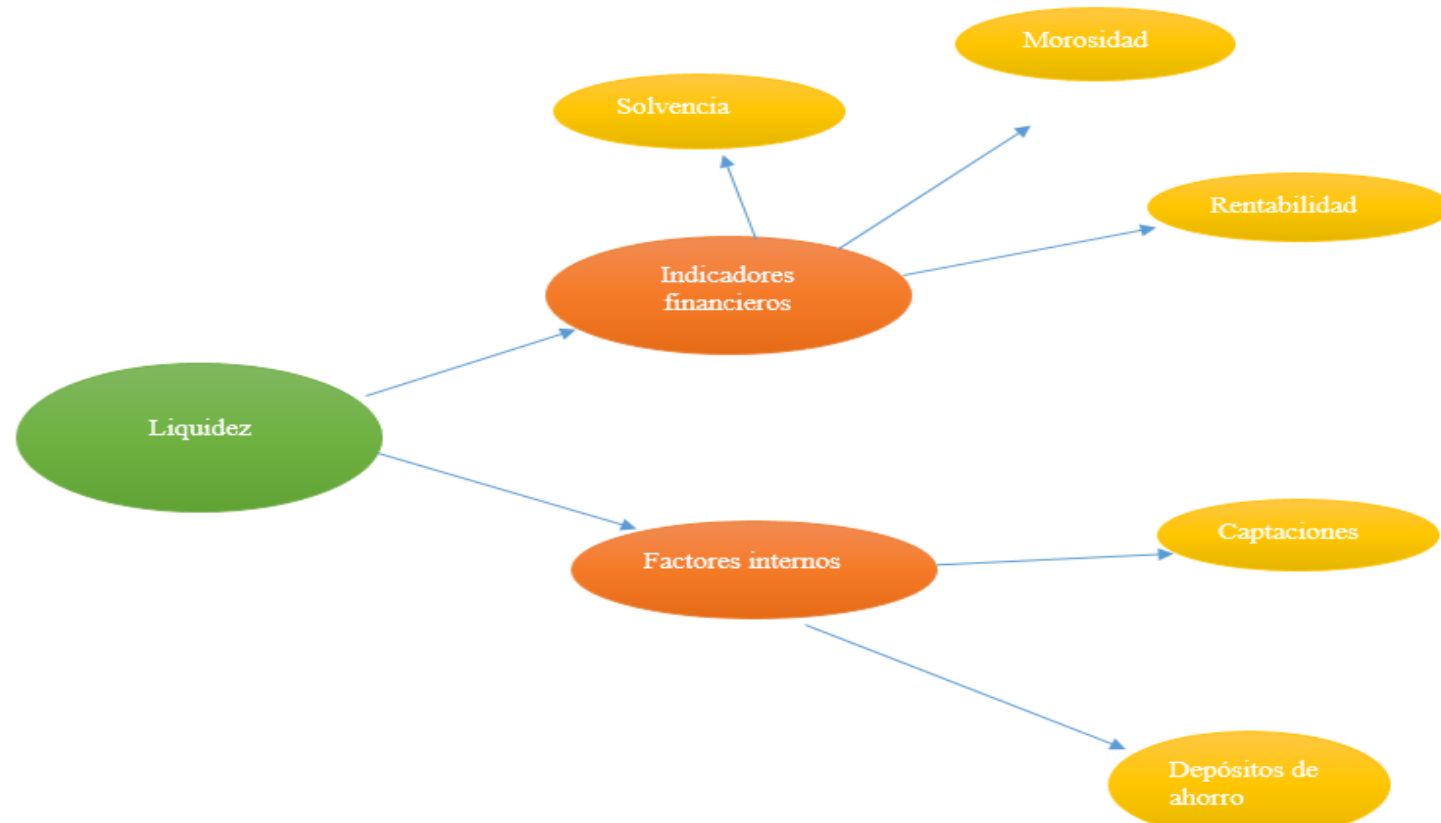 Morosidad
Solvencia
Rentabilidad
Indicadores
financieros
Liquidez
Captaciones
Factores internos
Depósitos de
ahorro